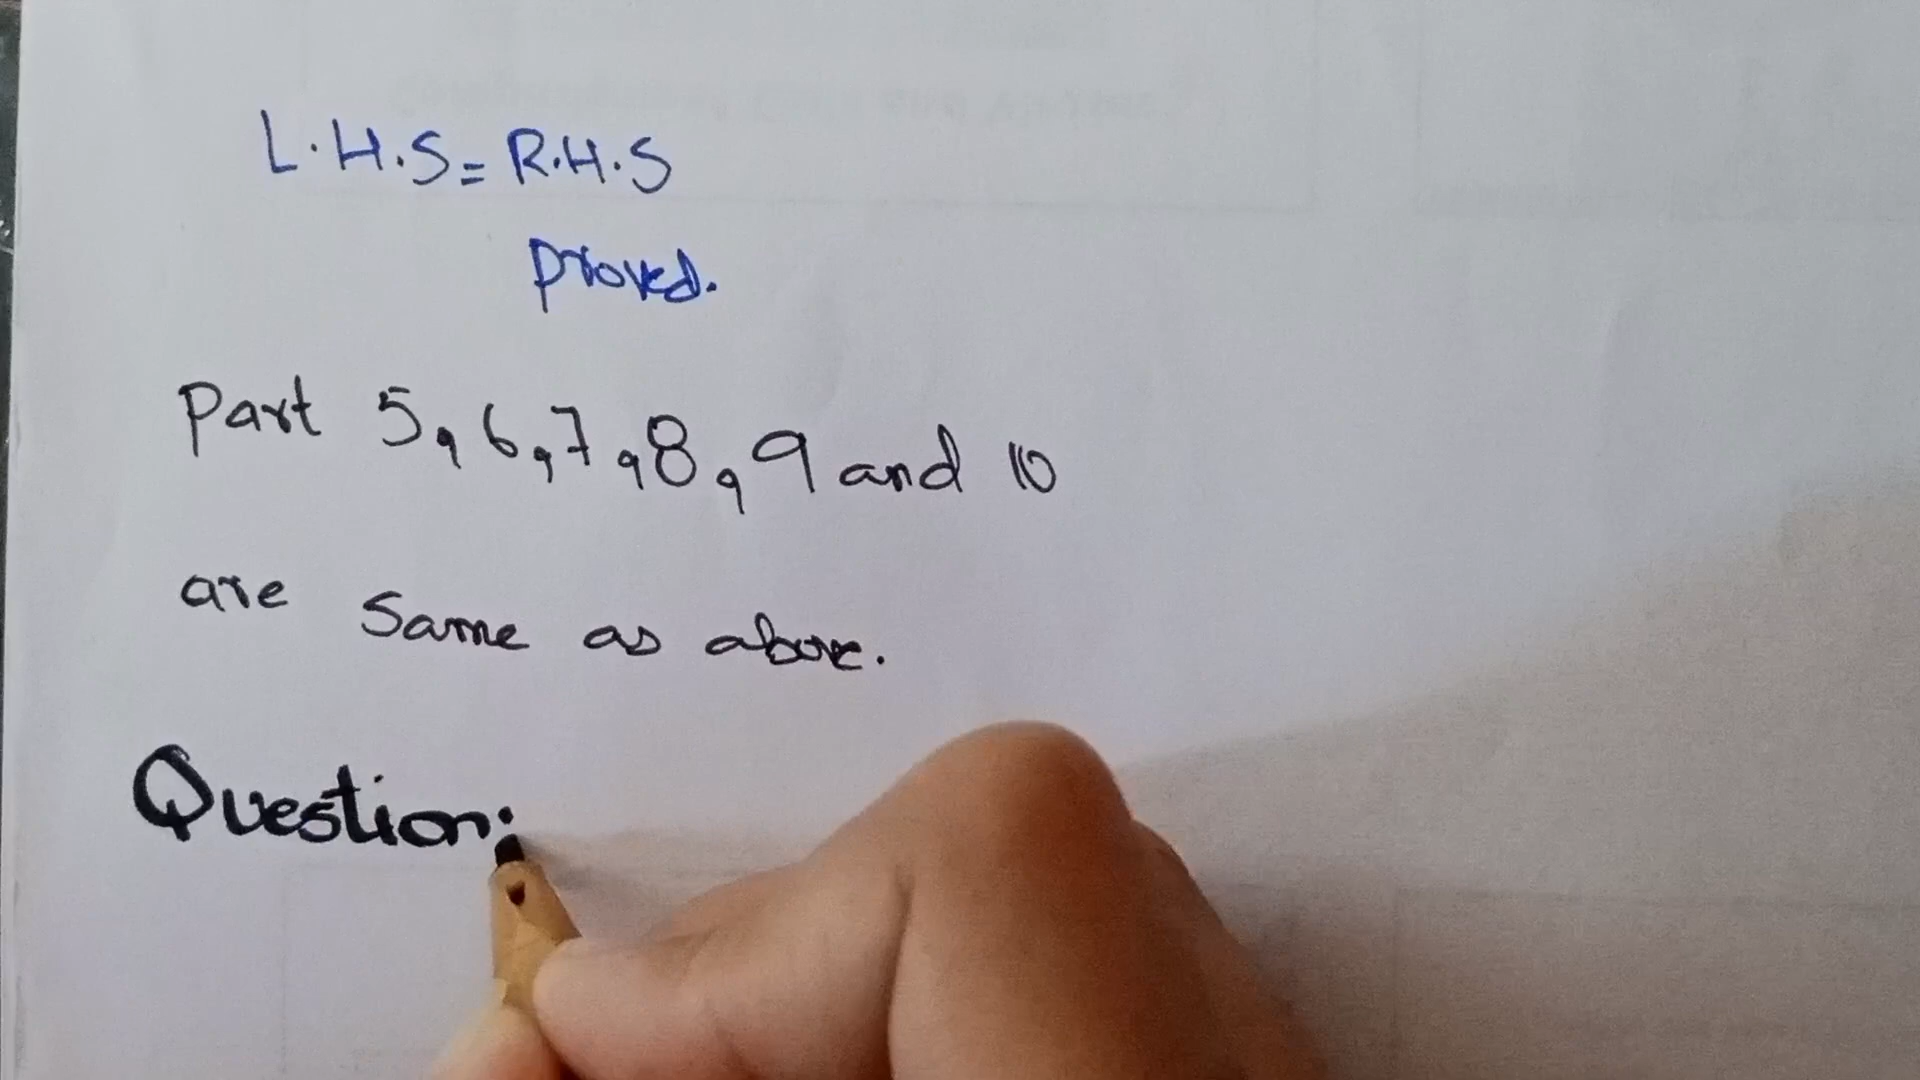 L.H.S = R.H.S
Proved.
Part 5, 6, 7, 8, 9 and 10
are Same as above.
Question: